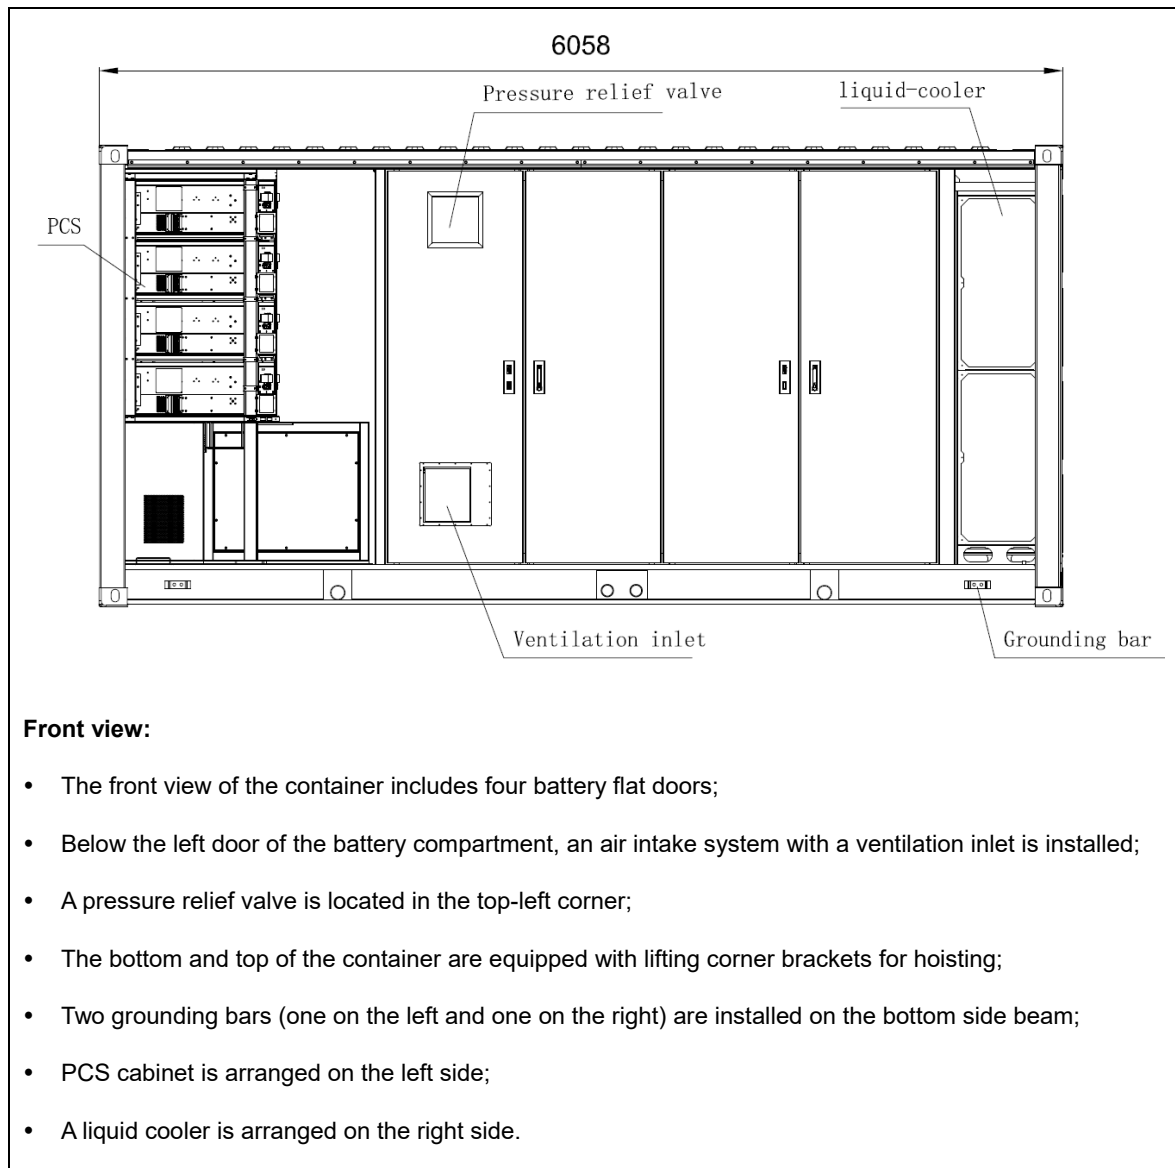 6058
Pressure relief valve
liquid-cooler
PCS
Ventilation inlet
Grounding bar
Front view:
• The front view of the container includes four battery flat doors;
• Below the left door of the battery compartment, an air intake system with a ventilation inlet is installed;
• A pressure relief valve is located in the top-left corner;
• The bottom and top of the container are equipped with lifting corner brackets for hoisting;
• Two grounding bars (one on the left and one on the right) are installed on the bottom side beam;
• PCS cabinet is arranged on the left side;
• A liquid cooler is arranged on the right side.